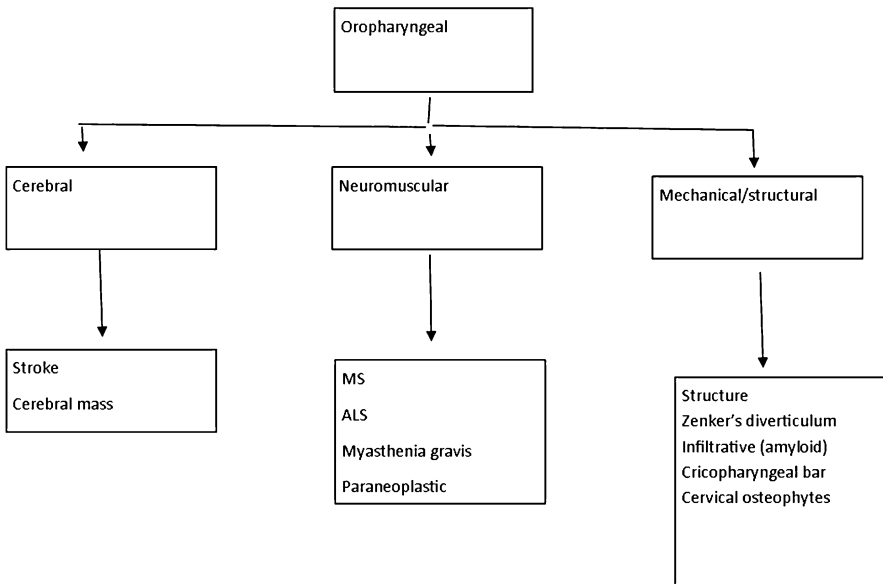 Oropharyngeal
Cerebral
Neuromuscular
Mechanical/structural
Stroke
Cerebral mass
MS
ALS
Myasthenia gravis
Paraneoplastic
Structure
Zenker's diverticulum
Infiltrative (amyloid)
Cricopharyngeal bar
Cervical osteophytes